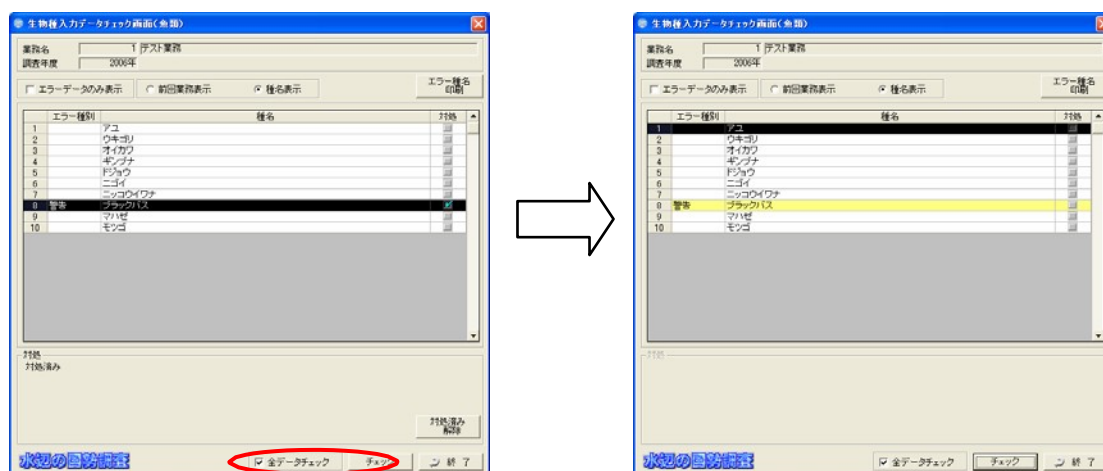 生物種入力データチェック画面(魚類)
業務名 1 テスト業務
調査年度 2006年
エラーデータのみ表示 前回業務表示 種名表示 エラー種名印刷
エラー種別 種名 対処
1 アユ
2 ウキゴリ
3 オイカワ
4 ギンブナ
5 ドジョウ
6 ニゴイ
7 ニッコウイワナ
8 警告 ブラックバス
9 マハゼ
10 モツゴ
対処
対処済み
対処済み解除
水辺の国勢調査 全データチェック チェック 終了
生物種入力データチェック画面(魚類)
業務名 1 テスト業務
調査年度 2006年
エラーデータのみ表示 前回業務表示 種名表示 エラー種名印刷
エラー種別 種名 対処
1 アユ
2 ウキゴリ
3 オイカワ
4 ギンブナ
5 ドジョウ
6 ニゴイ
7 ニッコウイワナ
8 警告 ブラックバス
9 マハゼ
10 モツゴ
対処
水辺の国勢調査 全データチェック チェック 終了